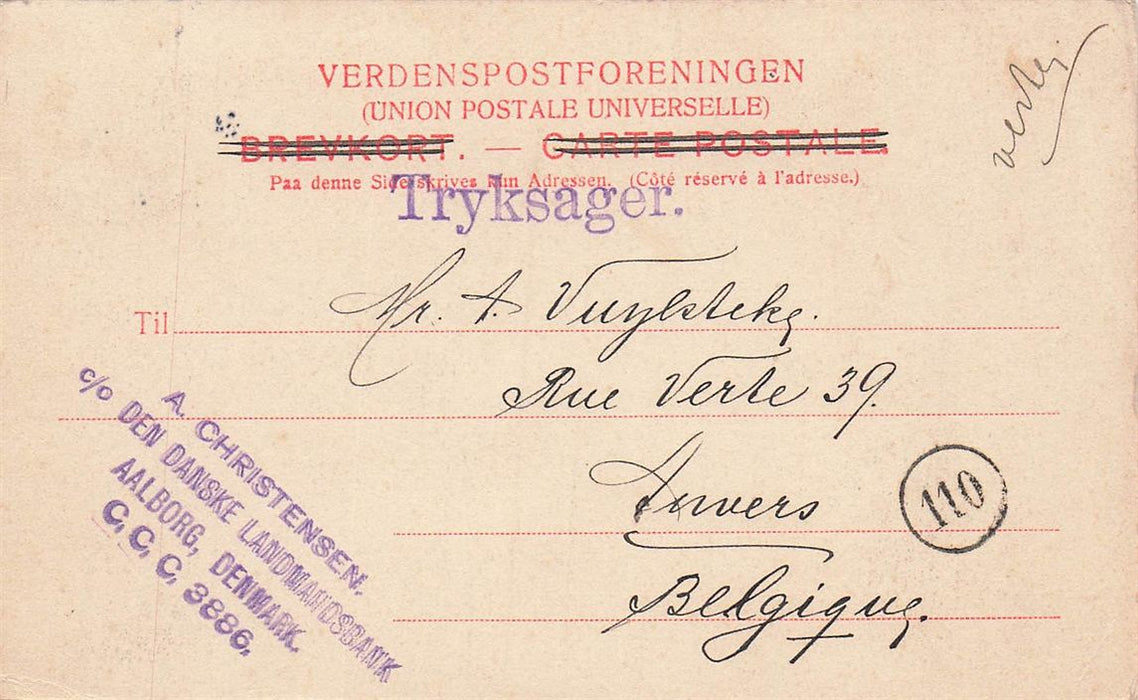 VERDENSPOSTFORENINGEN
(UNION POSTALE UNIVERSELLE)
BREVKORT. — CARTE POSTALE.
Paa denne Side skrives kun Adressen. (Côté réservé à l'adresse.)
Tryksager.
Til Mr. A. Vuylsteke.
Rue Verte 39.
Anvers
Belgique.
110
A. CHRISTENSEN.
c/o DEN DANSKE LANDMANDSBANK
AALBORG, DENMARK.
C, C, C, 3886,